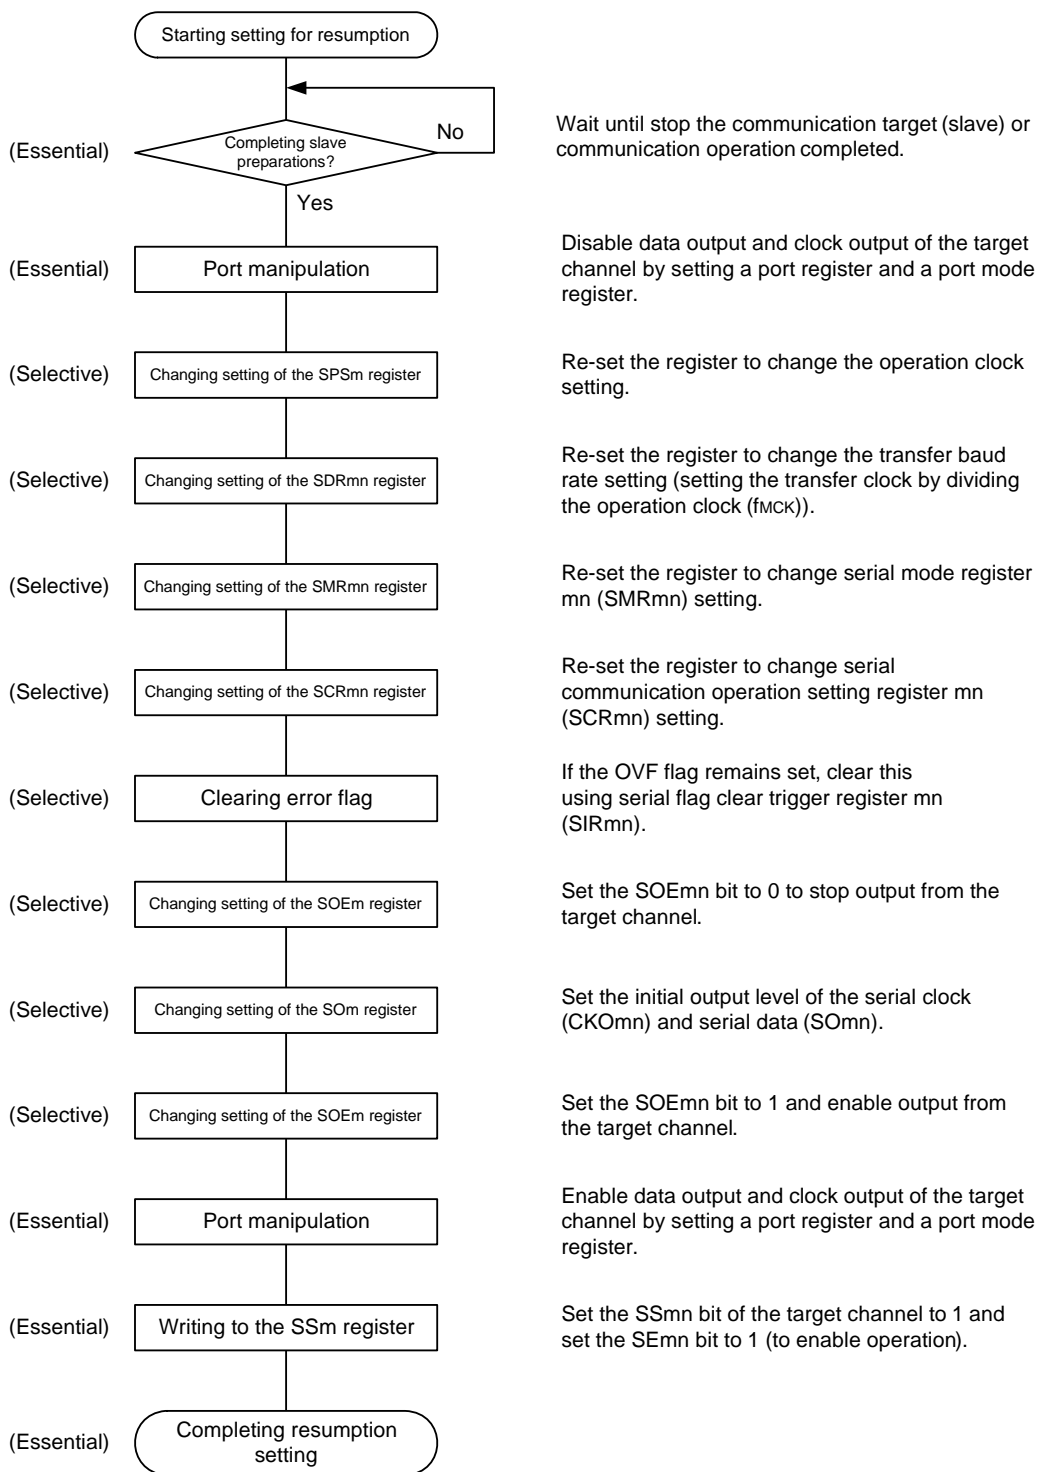 Starting setting for resumption
(Essential)
Completing slave
preparations?
No
Wait until stop the communication target (slave) or
communication operation completed.
Yes
(Essential)
Port manipulation
Disable data output and clock output of the target
channel by setting a port register and a port mode
register.
(Selective)
Changing setting of the SPSm register
Re-set the register to change the operation clock
setting.
(Selective)
Changing setting of the SDRmn register
Re-set the register to change the transfer baud
rate setting (setting the transfer clock by dividing
the operation clock (fMCK)).
(Selective)
Changing setting of the SMRmn register
Re-set the register to change serial mode register
mn (SMRmn) setting.
(Selective)
Changing setting of the SCRmn register
Re-set the register to change serial
communication operation setting register mn
(SCRmn) setting.
(Selective)
Clearing error flag
If the OVF flag remains set, clear this
using serial flag clear trigger register mn
(SIRmn).
(Selective)
Changing setting of the SOEm register
Set the SOEmn bit to 0 to stop output from the
target channel.
(Selective)
Changing setting of the SOm register
Set the initial output level of the serial clock
(CKOmn) and serial data (SOmn).
(Selective)
Changing setting of the SOEm register
Set the SOEmn bit to 1 and enable output from
the target channel.
(Essential)
Port manipulation
Enable data output and clock output of the target
channel by setting a port register and a port mode
register.
(Essential)
Writing to the SSm register
Set the SSmn bit of the target channel to 1 and
set the SEmn bit to 1 (to enable operation).
(Essential)
Completing resumption
setting